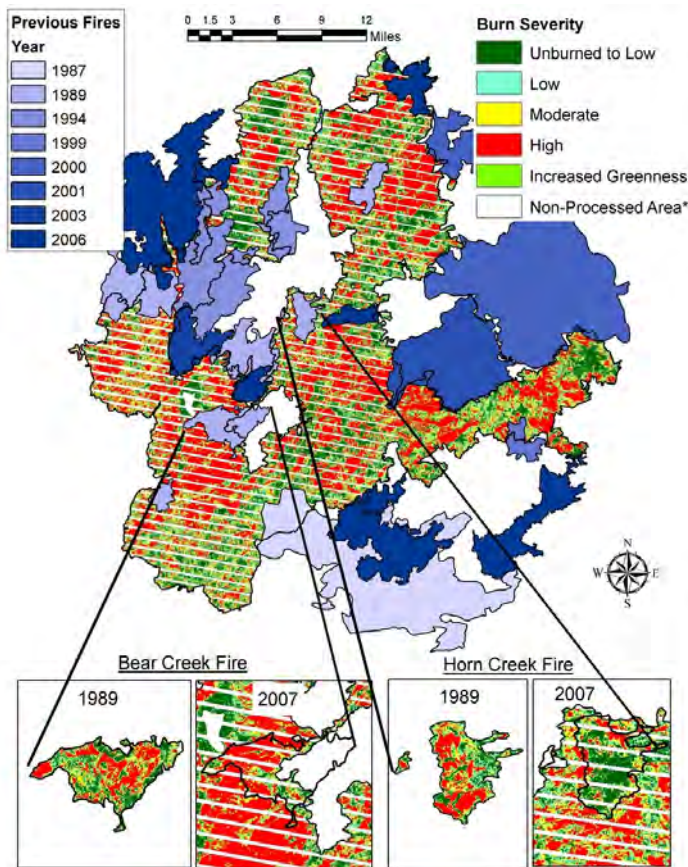 Previous Fires
Year
1987
1989
1994
1999
2000
2001
2003
2006
0 1.5 3 6 9 12
Miles
Burn Severity
Unburned to Low
Low
Moderate
High
Increased Greenness
Non-Processed Area*
N
W E
S
Bear Creek Fire
1989
2007
Horn Creek Fire
1989
2007